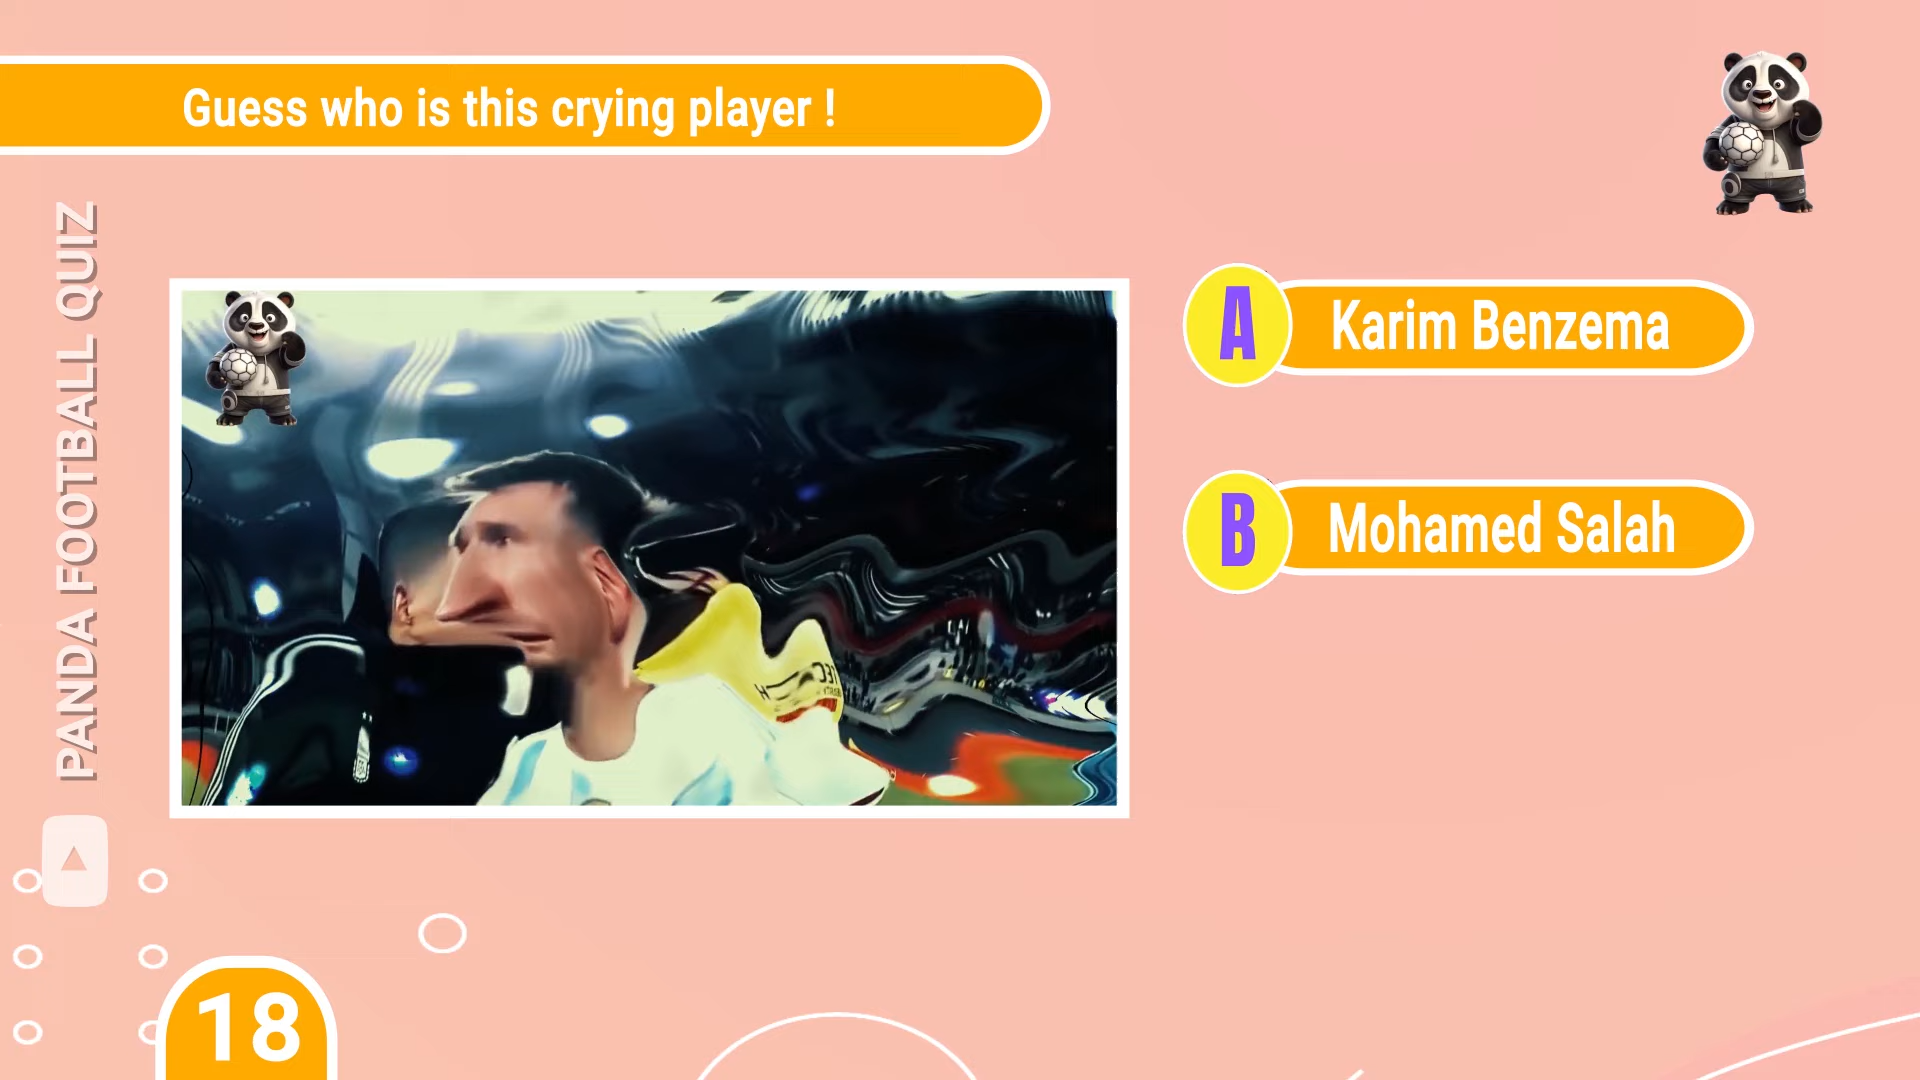 Guess who is this crying player !
PANDA FOOTBALL QUIZ
A
Karim Benzema
B
Mohamed Salah
18